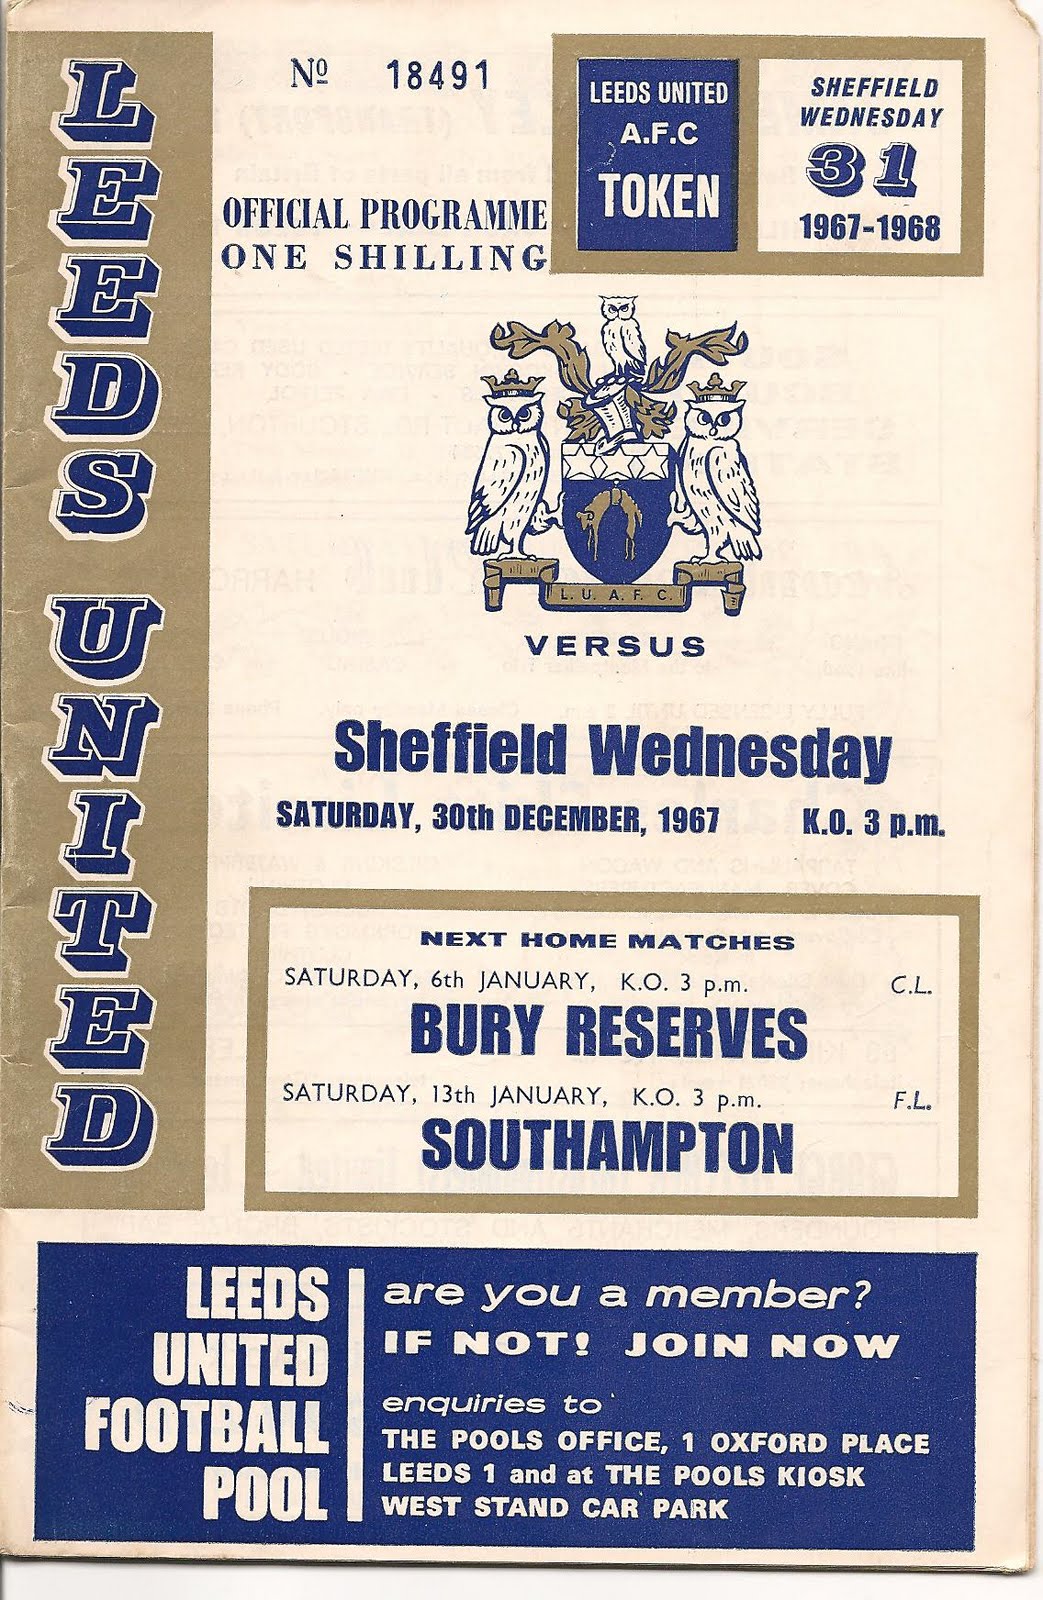 LEEDS UNITED
Nº 18491
OFFICIAL PROGRAMME
ONE SHILLING
LEEDS UNITED
A.F.C
TOKEN
SHEFFIELD
WEDNESDAY
31
1967-1968
L. U. A. F. C.
VERSUS
Sheffield Wednesday
SATURDAY, 30th DECEMBER, 1967 K.O. 3 p.m.
NEXT HOME MATCHES
SATURDAY, 6th JANUARY, K.O. 3 p.m. C.L.
BURY RESERVES
SATURDAY, 13th JANUARY, K.O. 3 p.m. F.L.
SOUTHAMPTON
LEEDS
UNITED
FOOTBALL
POOL
are you a member?
IF NOT! JOIN NOW
enquiries to
THE POOLS OFFICE, 1 OXFORD PLACE
LEEDS 1 and at THE POOLS KIOSK
WEST STAND CAR PARK